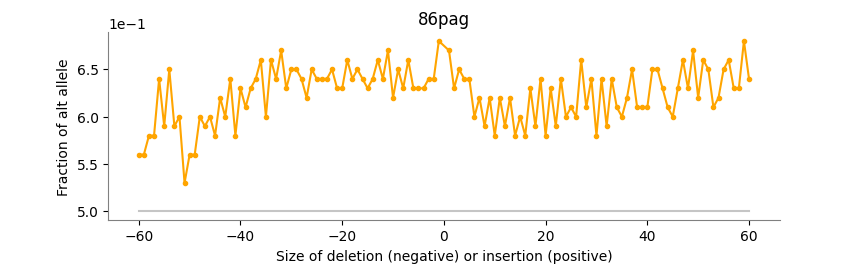 86pag
1e−1
Fraction of alt allele
6.5
6.0
5.5
5.0
−60 −40 −20 0 20 40 60
Size of deletion (negative) or insertion (positive)